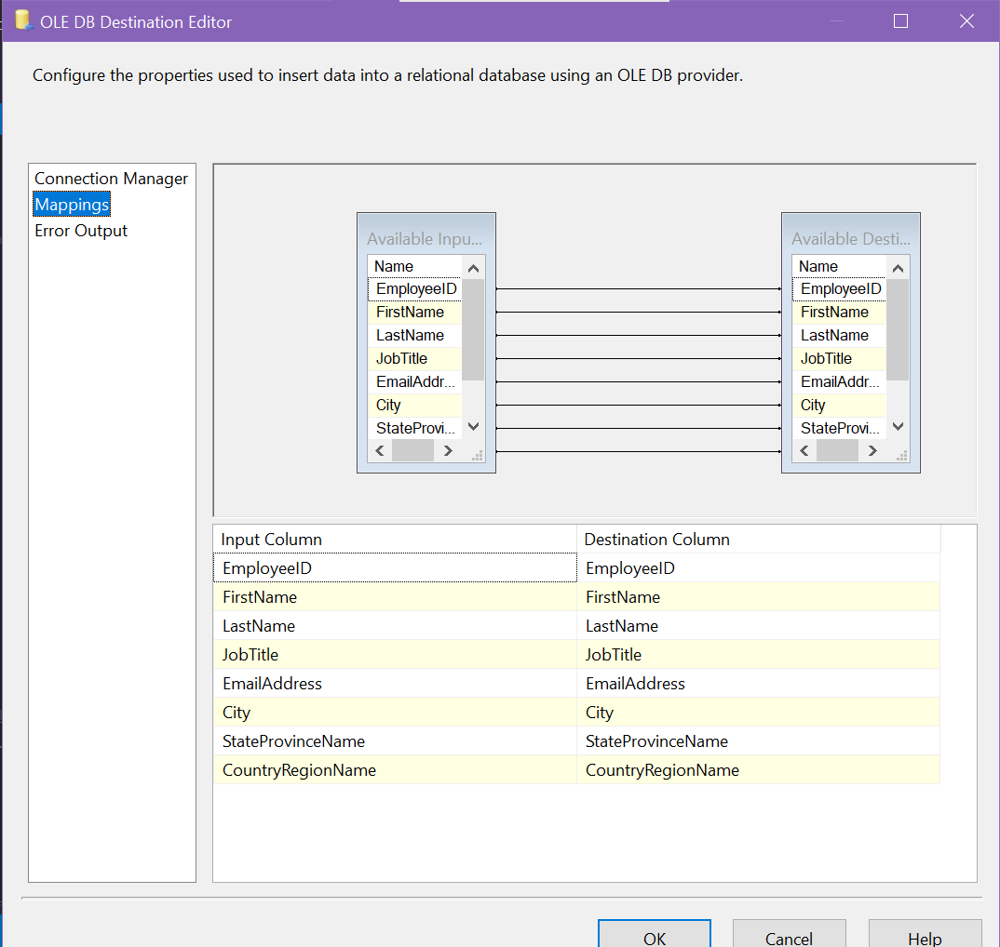 OLE DB Destination Editor
Configure the properties used to insert data into a relational database using an OLE DB provider.
Connection Manager
Mappings
Error Output
Available Inpu...
Name
EmployeeID
FirstName
LastName
JobTitle
EmailAddr...
City
StateProvi...
Available Desti...
Name
EmployeeID
FirstName
LastName
JobTitle
EmailAddr...
City
StateProvi...
Input Column Destination Column
EmployeeID EmployeeID
FirstName FirstName
LastName LastName
JobTitle JobTitle
EmailAddress EmailAddress
City City
StateProvinceName StateProvinceName
CountryRegionName CountryRegionName
OK Cancel Help